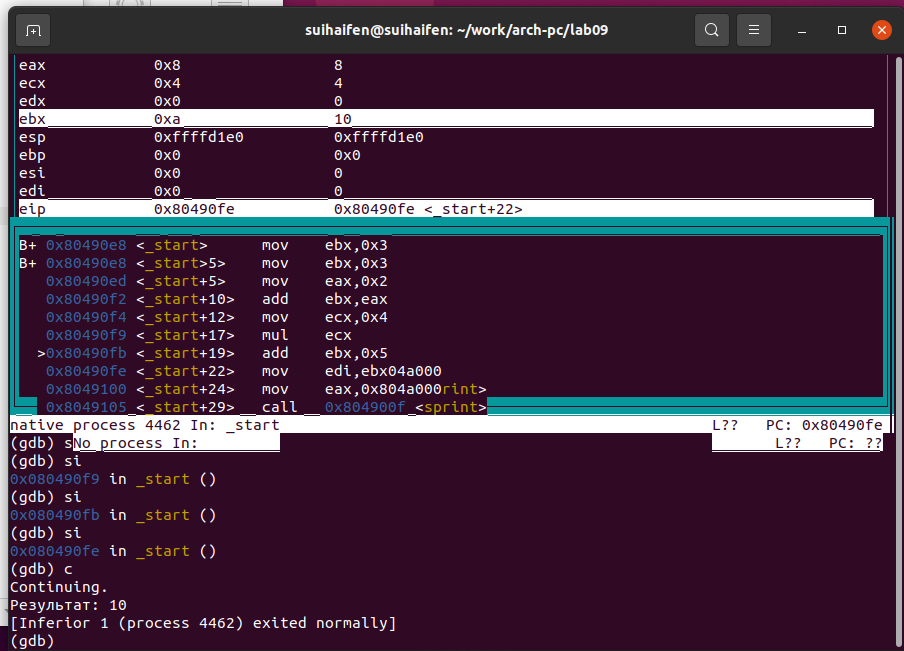 suihaifen@suihaifen: ~/work/arch-pc/lab09
eax 0x8 8
ecx 0x4 4
edx 0x0 0
ebx 0xa 10
esp 0xffffd1e0 0xffffd1e0
ebp 0x0 0x0
esi 0x0 0
edi 0x0 0
eip 0x80490fe 0x80490fe <_start+22>
B+ 0x80490e8 <_start> mov ebx,0x3
B+ 0x80490e8 <_start>5> mov ebx,0x3
0x80490ed <_start+5> mov eax,0x2
0x80490f2 <_start+10> add ebx,eax
0x80490f4 <_start+12> mov ecx,0x4
0x80490f9 <_start+17> mul ecx
>0x80490fb <_start+19> add ebx,0x5
0x80490fe <_start+22> mov edi,ebx04a000
0x8049100 <_start+24> mov eax,0x804a000rint>
0x8049105 <_start+29> call 0x804900f <sprint>
native process 4462 In: _start L?? PC: 0x80490fe
(gdb) sNo process In: L?? PC: ??
(gdb) si
0x080490f9 in _start ()
(gdb) si
0x080490fb in _start ()
(gdb) si
0x080490fe in _start ()
(gdb) c
Continuing.
Результат: 10
[Inferior 1 (process 4462) exited normally]
(gdb)